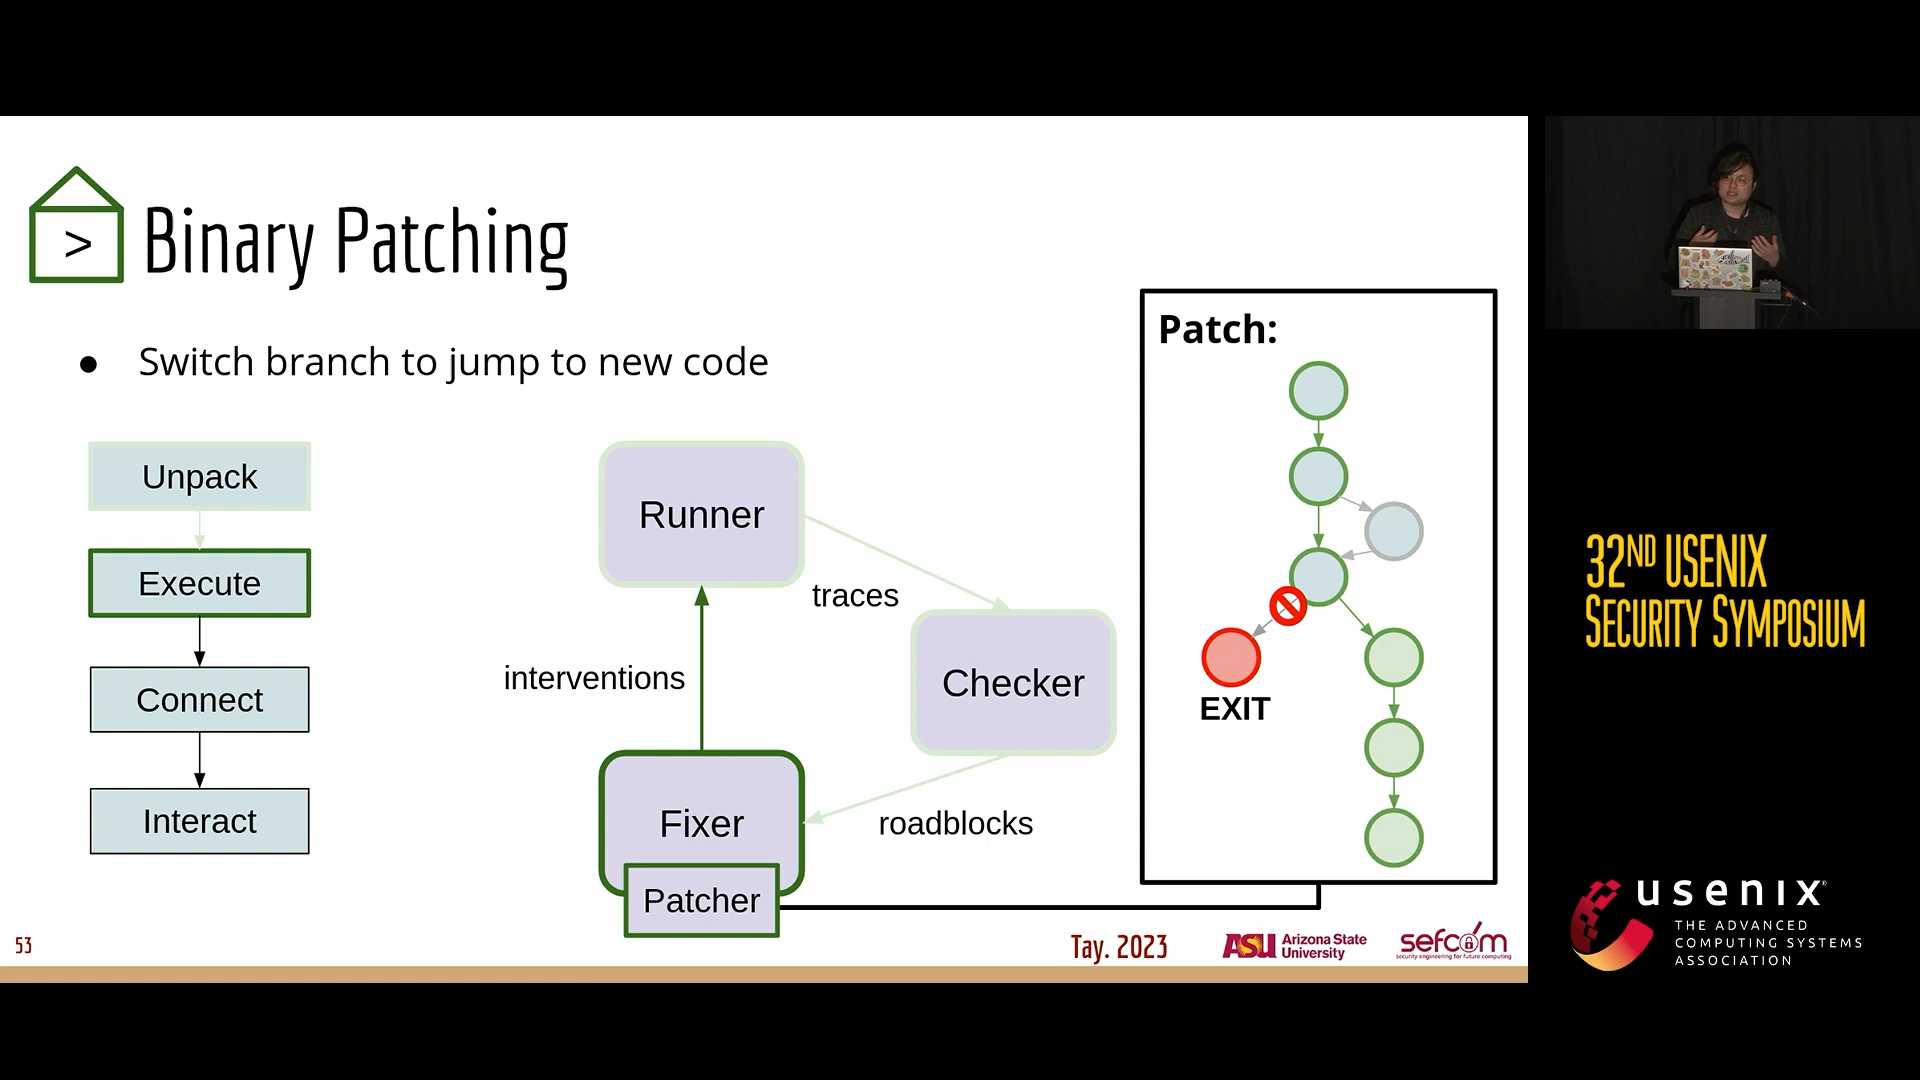 >
Binary Patching
● Switch branch to jump to new code
Unpack
Execute
Connect
Interact
Runner
traces
Checker
interventions
Fixer
roadblocks
Patcher
Patch:
EXIT
53
Tay. 2023
ASU Arizona State
University
sefcom
security engineering for future computing
32ND USENIX
SECURITY SYMPOSIUM
usenix
THE ADVANCED
COMPUTING SYSTEMS
ASSOCIATION